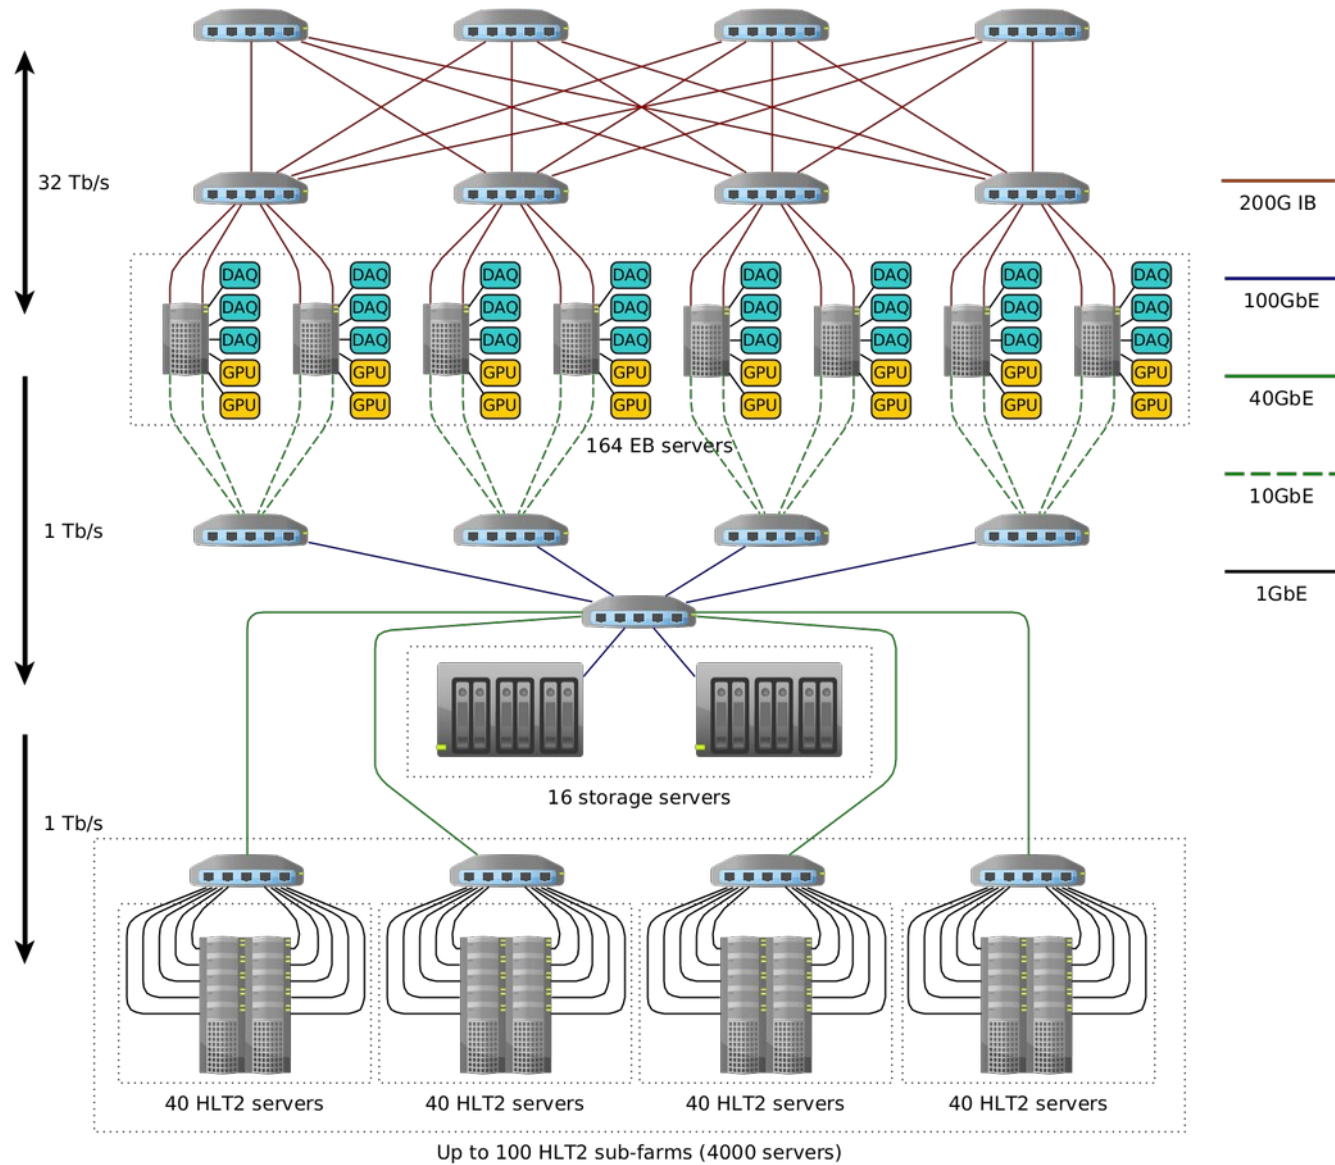 32 Tb/s
200G IB
DAQ DAQ DAQ DAQ DAQ DAQ DAQ DAQ
100GbE
DAQ DAQ DAQ DAQ DAQ DAQ DAQ DAQ
DAQ DAQ DAQ DAQ DAQ DAQ DAQ DAQ
GPU GPU GPU GPU GPU GPU GPU GPU
40GbE
GPU GPU GPU GPU GPU GPU GPU GPU
164 EB servers
10GbE
1 Tb/s
1GbE
16 storage servers
1 Tb/s
40 HLT2 servers 40 HLT2 servers 40 HLT2 servers 40 HLT2 servers
Up to 100 HLT2 sub-farms (4000 servers)